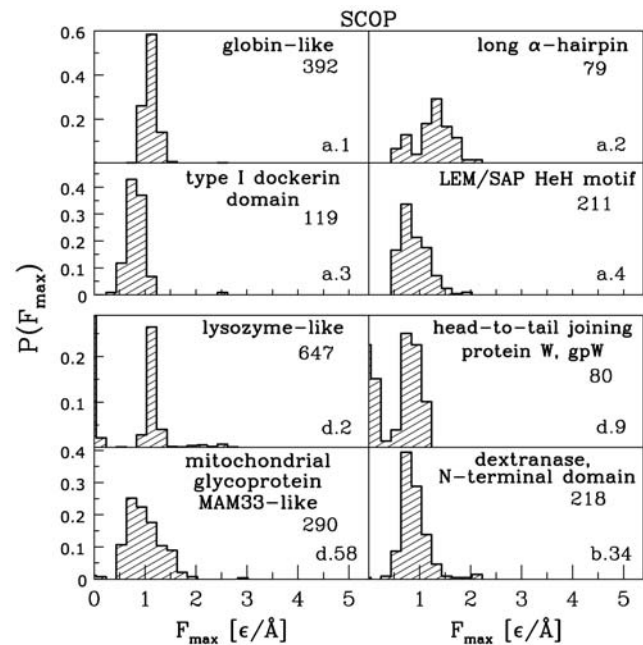 SCOP
0.6
0.4
0.2
globin-like
392
a.1
long α-hairpin
79
a.2
0.4
0.3
0.2
0.1
0
type I dockerin
domain
119
a.3
LEM/SAP HeH motif
211
a.4
P(Fmax)
0.2
0.1
lysozyme-like
647
d.2
head-to-tail joining
protein W, gpW
80
d.9
0.4
0.3
0.2
0.1
0
mitochondrial
glycoprotein
MAM33-like
290
d.58
dextranase,
N-terminal domain
218
b.34
0 1 2 3 4 5
1 2 3 4 5
Fmax [ϵ/Å]
Fmax [ϵ/Å]